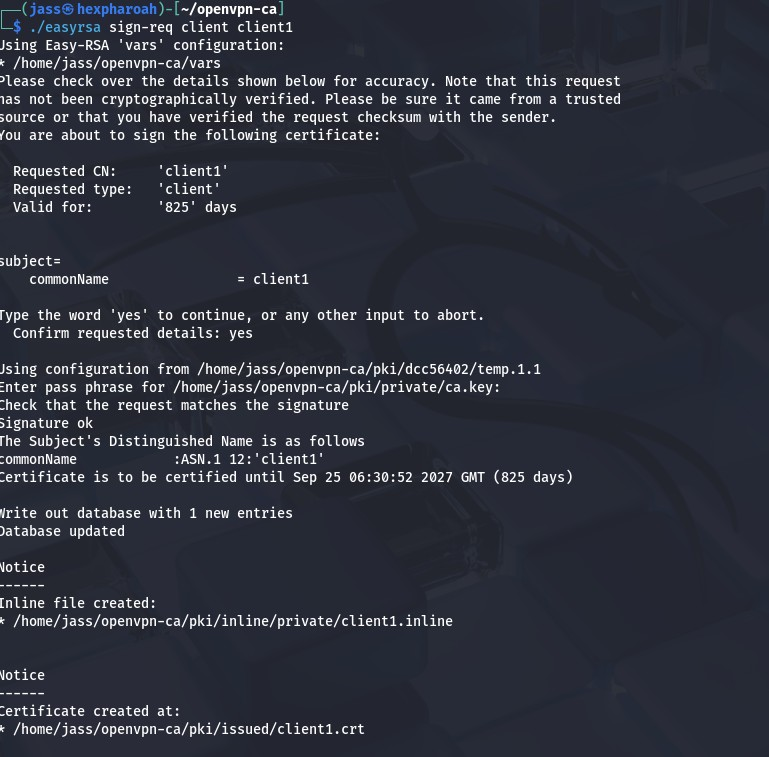 ┌──(jass㉿hexpharoah)-[~/openvpn-ca]
└─$ ./easyrsa sign-req client client1
Using Easy-RSA 'vars' configuration:
* /home/jass/openvpn-ca/vars
Please check over the details shown below for accuracy. Note that this request
has not been cryptographically verified. Please be sure it came from a trusted
source or that you have verified the request checksum with the sender.
You are about to sign the following certificate:

  Requested CN:     'client1'
  Requested type:   'client'
  Valid for:        '825' days


subject=
    commonName                = client1

Type the word 'yes' to continue, or any other input to abort.
  Confirm requested details: yes

Using configuration from /home/jass/openvpn-ca/pki/dcc56402/temp.1.1
Enter pass phrase for /home/jass/openvpn-ca/pki/private/ca.key:
Check that the request matches the signature
Signature ok
The Subject's Distinguished Name is as follows
commonName            :ASN.1 12:'client1'
Certificate is to be certified until Sep 25 06:30:52 2027 GMT (825 days)

Write out database with 1 new entries
Database updated

Notice
------
Inline file created:
* /home/jass/openvpn-ca/pki/inline/private/client1.inline


Notice
------
Certificate created at:
* /home/jass/openvpn-ca/pki/issued/client1.crt